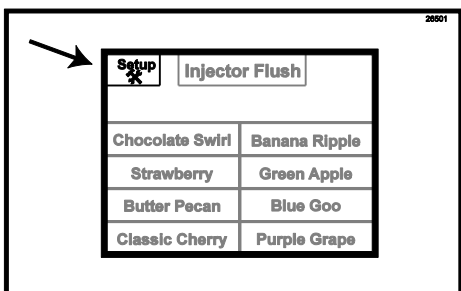 26501
Setup
Injector Flush
Chocolate Swirl
Banana Ripple
Strawberry
Green Apple
Butter Pecan
Blue Goo
Classic Cherry
Purple Grape